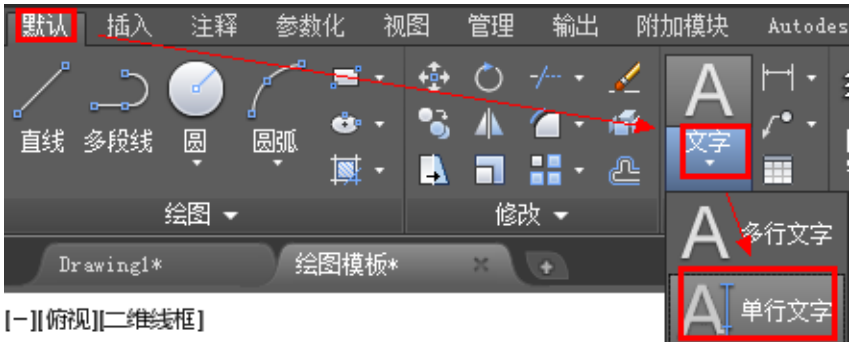 默认 插入 注释 参数化 视图 管理 输出 附加模块 Autodes
直线 多段线 圆 圆弧 文字
绘图 修改
多行文字
Drawing1* 绘图模板*
单行文字
[-][俯视][二维线框]